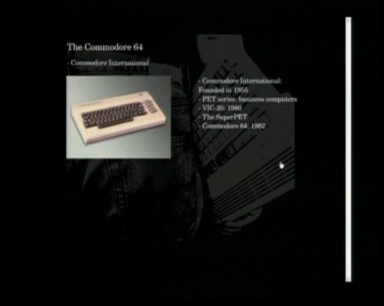 The Commodore 64
- Commodore International
- Commodore International:
Founded in 1955
- PET series: business computers
- VIC-20: 1980
- The SuperPET
- Commodore 64: 1982